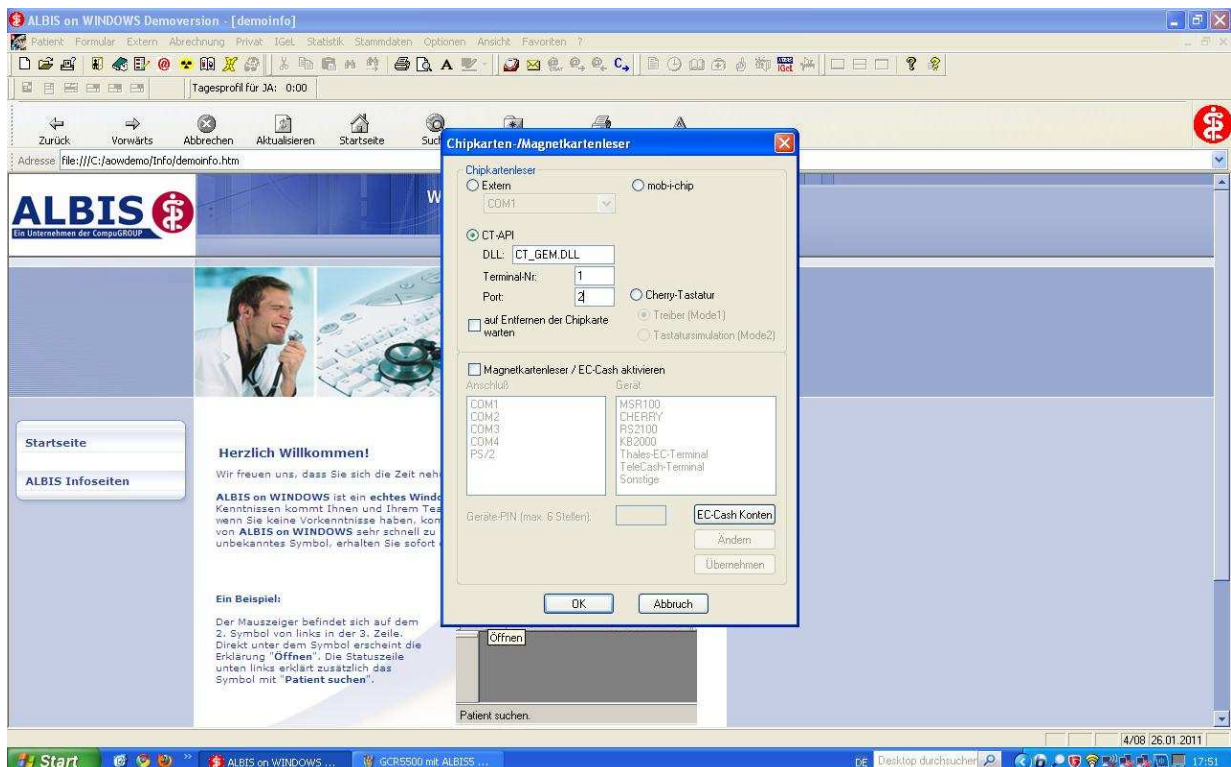 ALBIS on WINDOWS Demoversion - [demoinfo]
Patient Formular Extern Abrechnung Privat IGeL Statistik Stammdaten Optionen Ansicht Favoriten ?
Tagesprofil für JA: 0:00
Zurück Vorwärts Abbrechen Aktualisieren Startseite
Adresse file:///C:/aowdemo/Info/demoinfo.htm
ALBIS
Ein Unternehmen der CompuGROUP
W
Startseite
ALBIS Infoseiten
Herzlich Willkommen!
Wir freuen uns, dass Sie sich die Zeit neh
ALBIS on WINDOWS ist ein echtes Windo
Kenntnissen kommt Ihnen und Ihrem Tea
wenn Sie keine Vorkenntnisse haben, kom
von ALBIS on WINDOWS sehr schnell zu
unbekanntes Symbol, erhalten Sie sofort
Ein Beispiel:
Der Mauszeiger befindet sich auf dem
2. Symbol von links in der 3. Zeile.
Direkt unter dem Symbol erscheint die
Erklärung "Öffnen". Die Statuszeile
unten links erklärt zusätzlich das
Symbol mit "Patient suchen".
Chipkarten-/Magnetkartenleser
Chipkartenleser
Extern
mob-i-chip
COM1
CT-API
DLL: CT_GEM.DLL
Terminal-Nr: 1
Port: 2
Cherry-Tastatur
Treiber (Mode1)
Tastatursimulation (Mode2)
auf Entfernen der Chipkarte
warten
Magnetkartenleser / EC-Cash aktivieren
Anschluß
COM1
COM2
COM3
COM4
PS/2
Gerät
MSR100
CHERRY
RS2100
KB2000
Thales-EC-Terminal
TeleCash-Terminal
Sonstige
Geräte-PIN (max. 6 Stellen):
EC-Cash Konten
Ändern
Übernehmen
OK Abbruch
Öffnen
Patient suchen.
4/08 26.01.2011
Start
ALBIS on WINDOWS ...
GCR5500 mit ALBIS5 ...
DE
Desktop durchsuchen
17:51